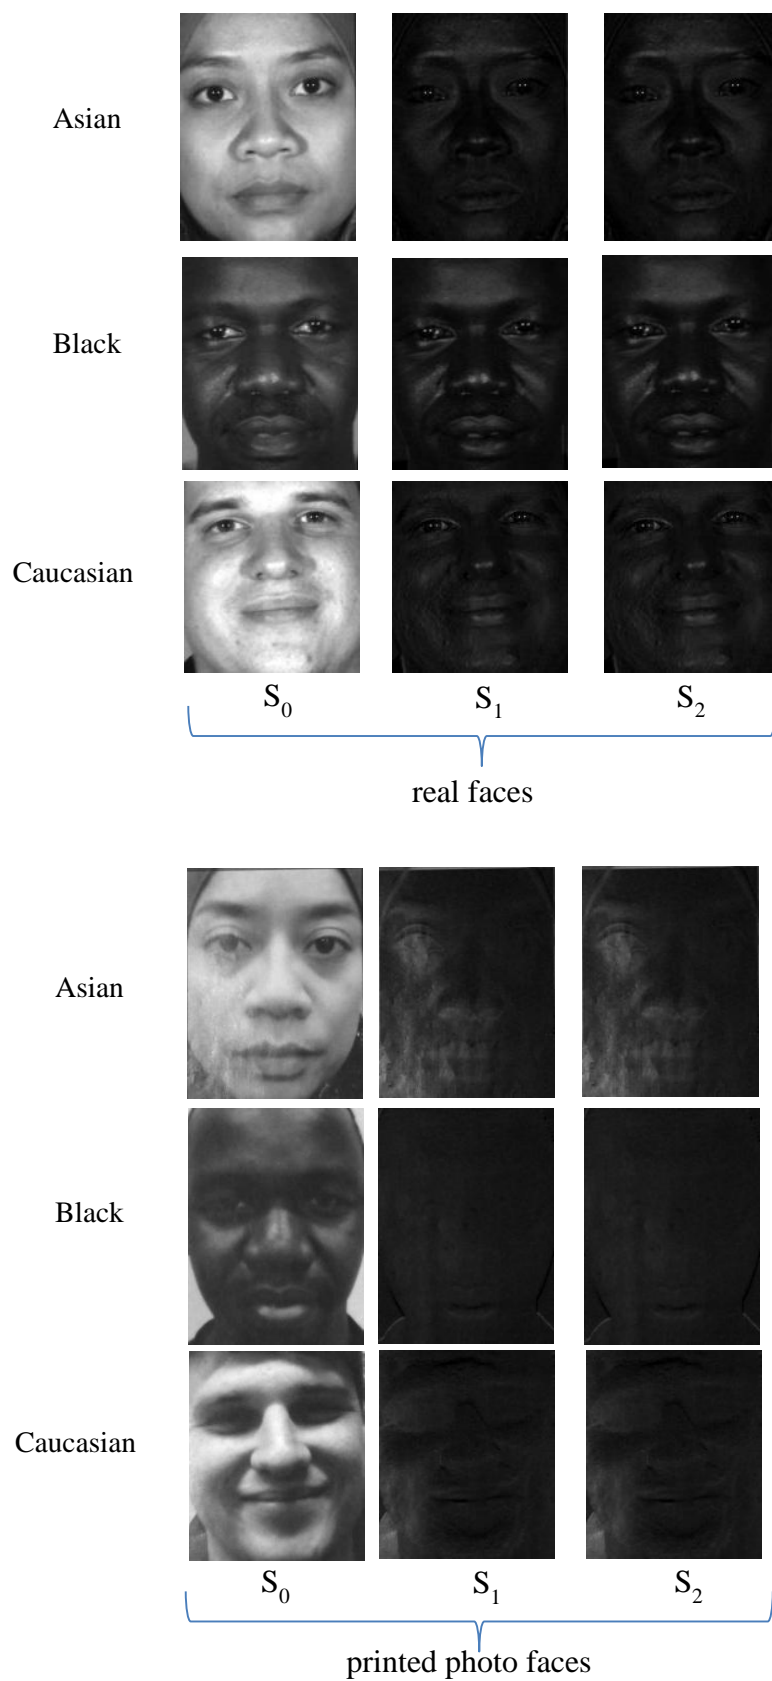 Asian
Black
Caucasian
S₀ S₁ S₂
real faces
Asian
Black
Caucasian
S₀ S₁ S₂
printed photo faces